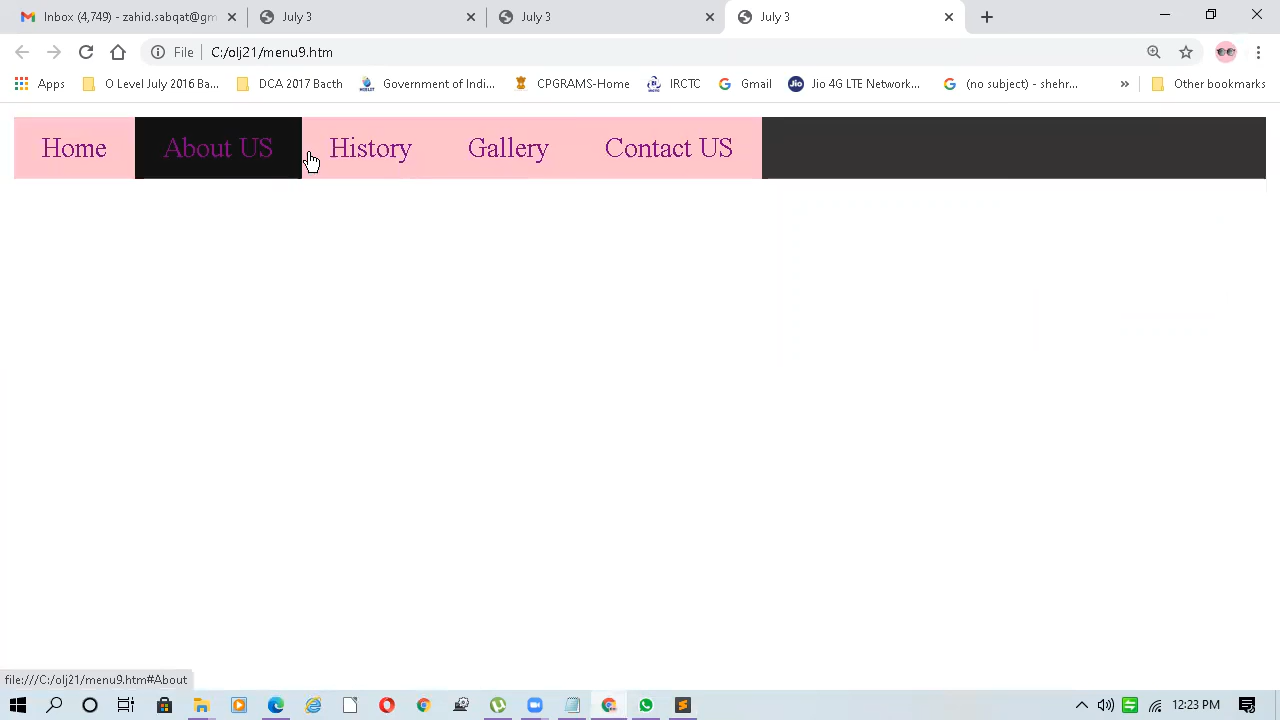 Inbox (4,749) - zahid.sabqat@gm
July 3
July 3
July 3
File C:/olj21/menu9.htm
Apps
O Level July 2016 Ba...
DCA 2017 Bacth
Government of Indi...
CPGRAMS-Home
IRCTC
Gmail
Jio 4G LTE Network...
(no subject) - shehr...
»
Other bookmarks
Home
About US
History
Gallery
Contact US
file:///C:/olj21/menu9.htm#About
12:23 PM